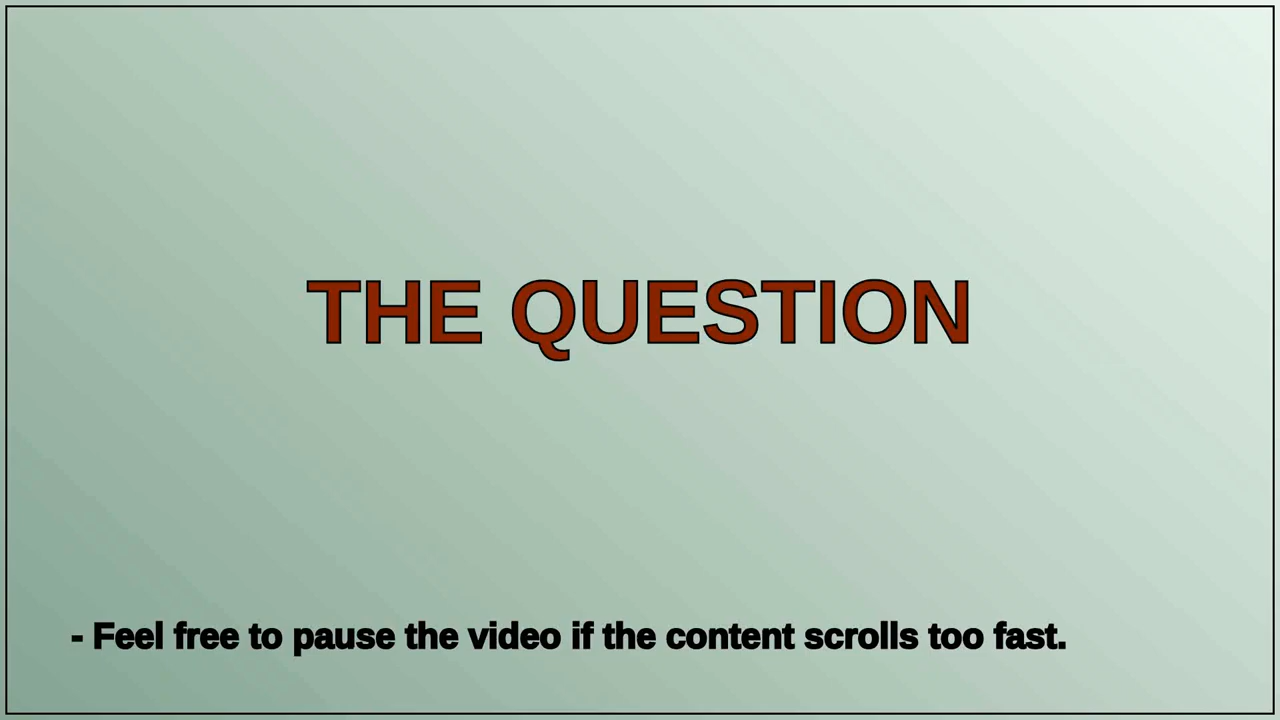 THE QUESTION
- Feel free to pause the video if the content scrolls too fast.